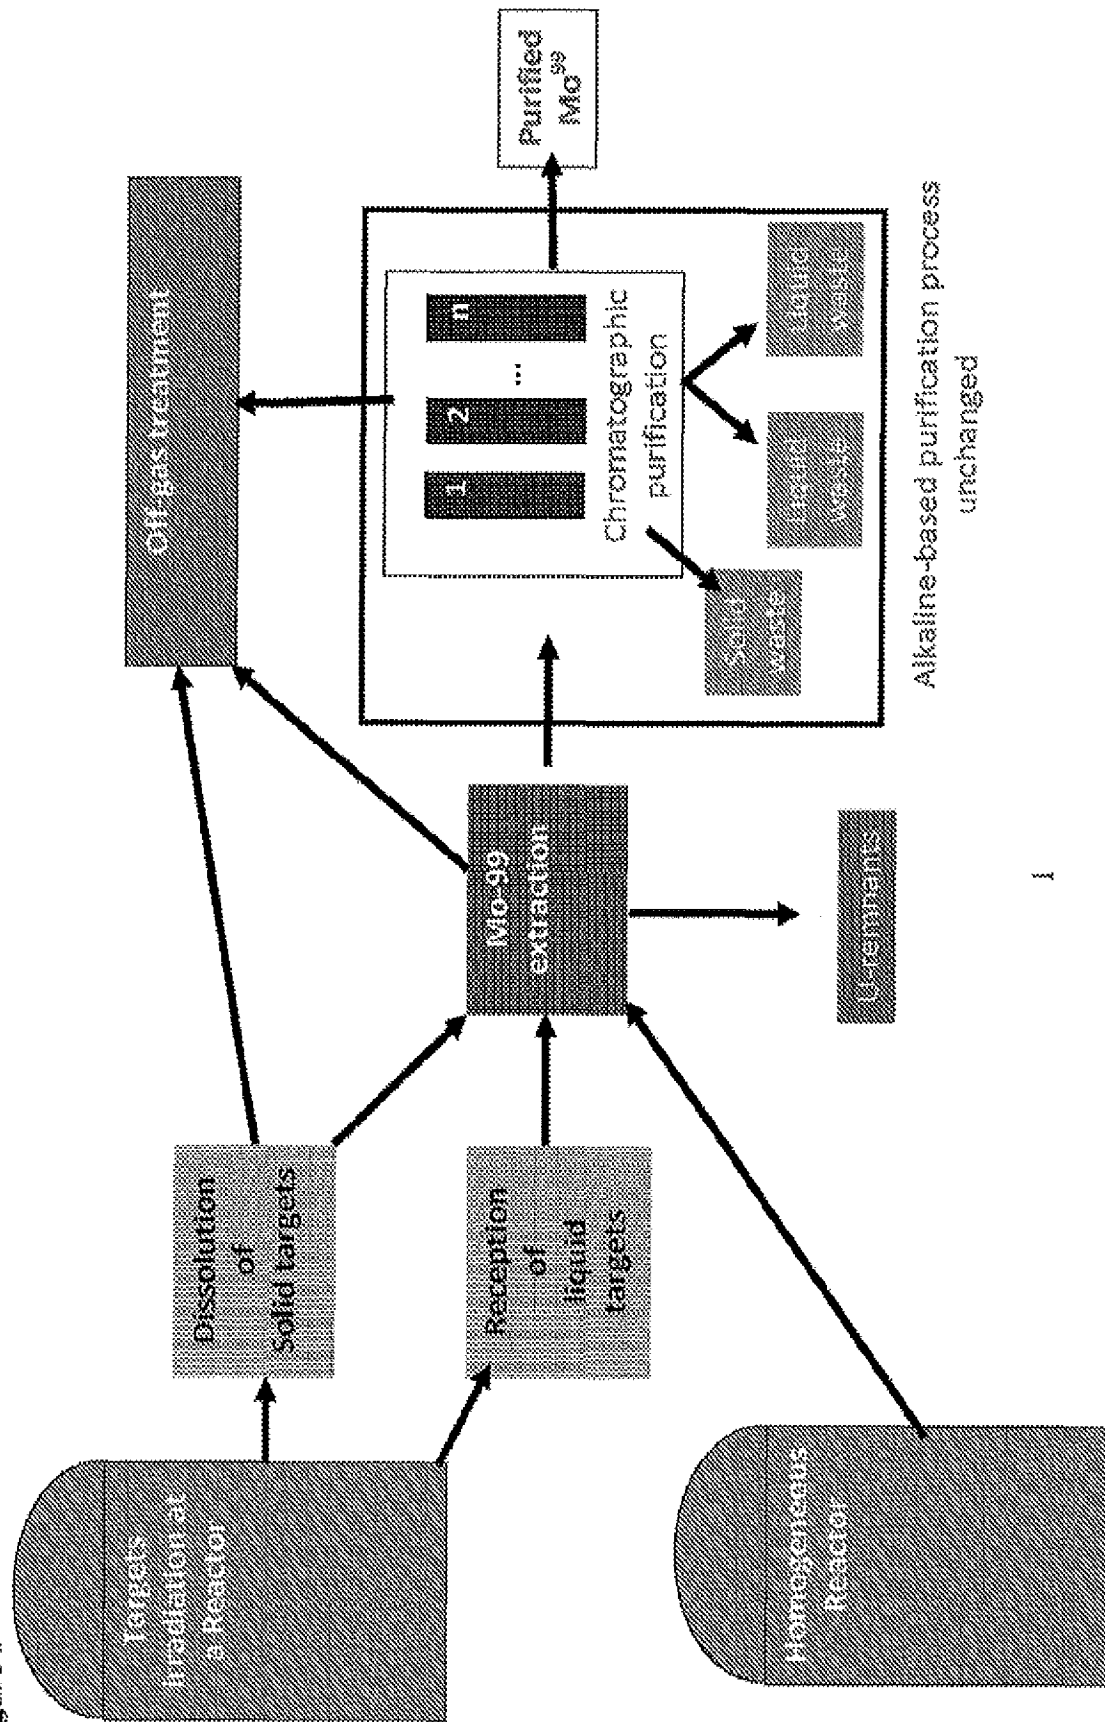 Targets
irradiation at
a Reactor
Homogeneous
Reactor
Dissolution
of
Solid targets
Reception
of
liquid
targets
Mo-99
extraction
U-remnants
Off-gas treatment
1
2
...
n
Chromatographic
purification
Solid
waste
Liquid
waste
Liquid
waste
Alkaline-based purification process
unchanged
Purified
Mo⁹⁹
1